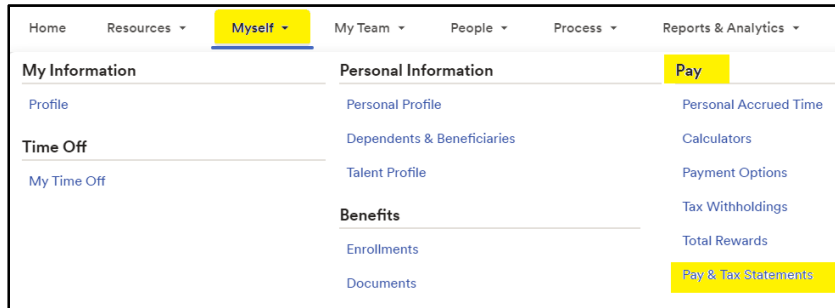 Home Resources Myself My Team People Process Reports & Analytics
My Information
Profile
Time Off
My Time Off
Personal Information
Personal Profile
Dependents & Beneficiaries
Talent Profile
Benefits
Enrollments
Documents
Pay
Personal Accrued Time
Calculators
Payment Options
Tax Withholdings
Total Rewards
Pay & Tax Statements